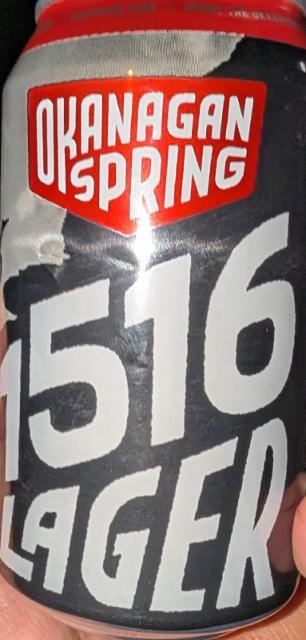 OKANAGAN
SPRING
1516
LAGER